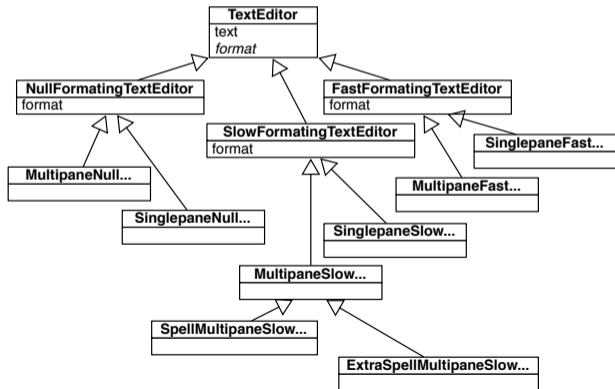 TextEditor
text
format
NullFormatingTextEditor
format
FastFormatingTextEditor
format
SlowFormatingTextEditor
format
SinglepaneFast...
MultipaneNull...
MultipaneFast...
SinglepaneNull...
SinglepaneSlow...
MultipaneSlow...
SpellMultipaneSlow...
ExtraSpellMultipaneSlow...